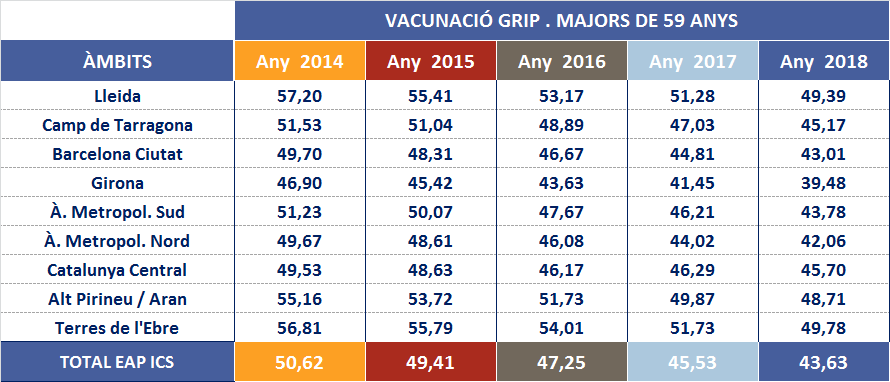 VACUNACIÓ GRIP . MAJORS DE 59 ANYS
ÀMBITS Any 2014 Any 2015 Any 2016 Any 2017 Any 2018
Lleida 57,20 55,41 53,17 51,28 49,39
Camp de Tarragona 51,53 51,04 48,89 47,03 45,17
Barcelona Ciutat 49,70 48,31 46,67 44,81 43,01
Girona 46,90 45,42 43,63 41,45 39,48
À. Metropol. Sud 51,23 50,07 47,67 46,21 43,78
À. Metropol. Nord 49,67 48,61 46,08 44,02 42,06
Catalunya Central 49,53 48,63 46,17 46,29 45,70
Alt Pirineu / Aran 55,16 53,72 51,73 49,87 48,71
Terres de l'Ebre 56,81 55,79 54,01 51,73 49,78
TOTAL EAP ICS 50,62 49,41 47,25 45,53 43,63